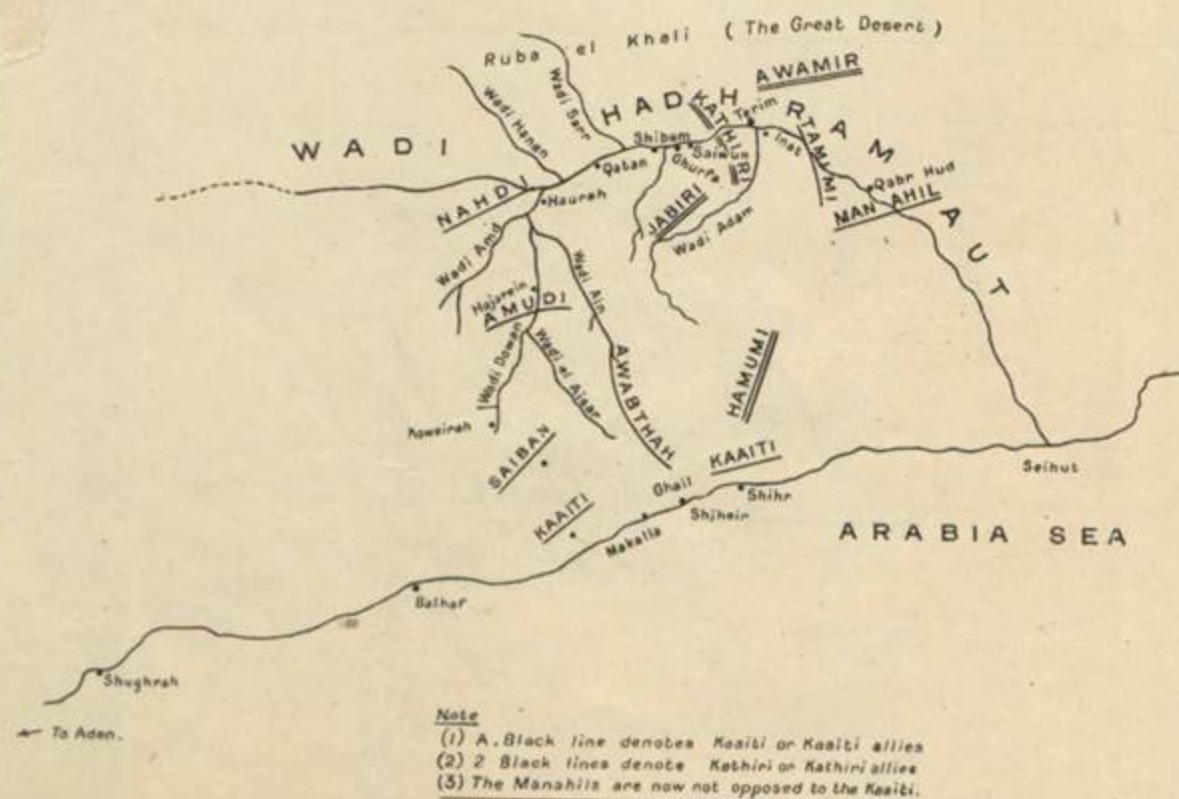 Ruba el Khali (The Great Desert)
AWAMIR
WADI HADHRAMAUT
Wadi Hanan
Wadi Sarr
KATHIRI
Tarim
Inat
TAMUMI
Shibam
Saiwun
Ghurfa
Qatan
Qabr Hud
MANAHIL
NAHDI
Haurah
JABIRI
Wadi Adam
Wadi Amd
Wadi Ain
Hajarein
AMUDI
Wadi Dowan
Wadi el Aisar
AWABTHAH
HAMUMI
Koweirah
SAIBAN
KAAITI
Ghail
Shihr
Seihut
KAAITI
Shiheir
Makalla
ARABIA SEA
Balhaf
Shughrah
To Aden.
Note
(1) A.Black line denotes Kaaiti or Kaaiti allies
(2) 2 Black lines denote Kathiri or Kathiri allies
(3) The Manahils are now not opposed to the Kaaiti.